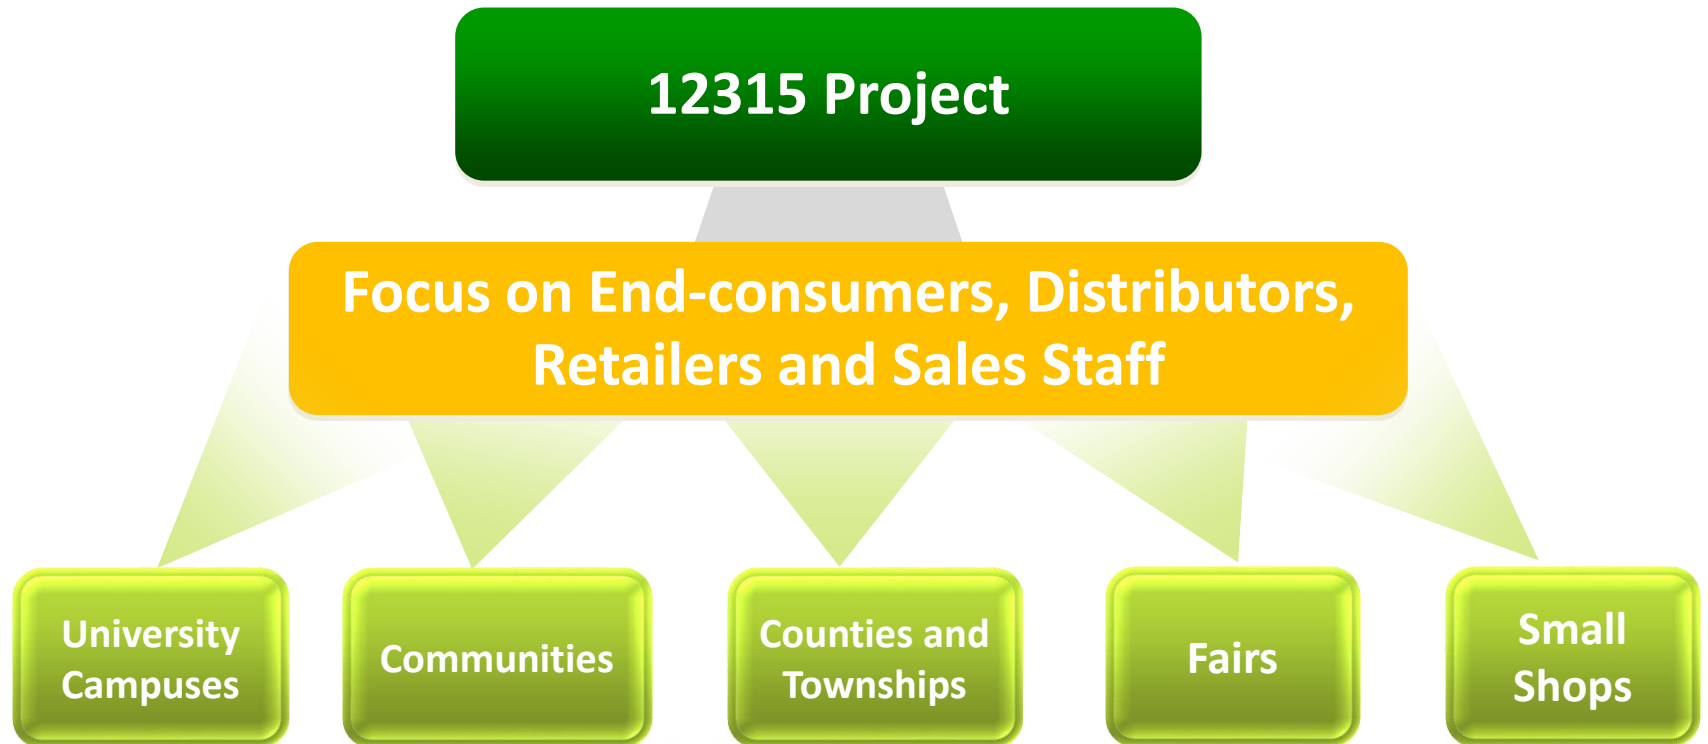 12315 Project
Focus on End-consumers, Distributors,
Retailers and Sales Staff
University
Campuses
Communities
Counties and
Townships
Fairs
Small
Shops